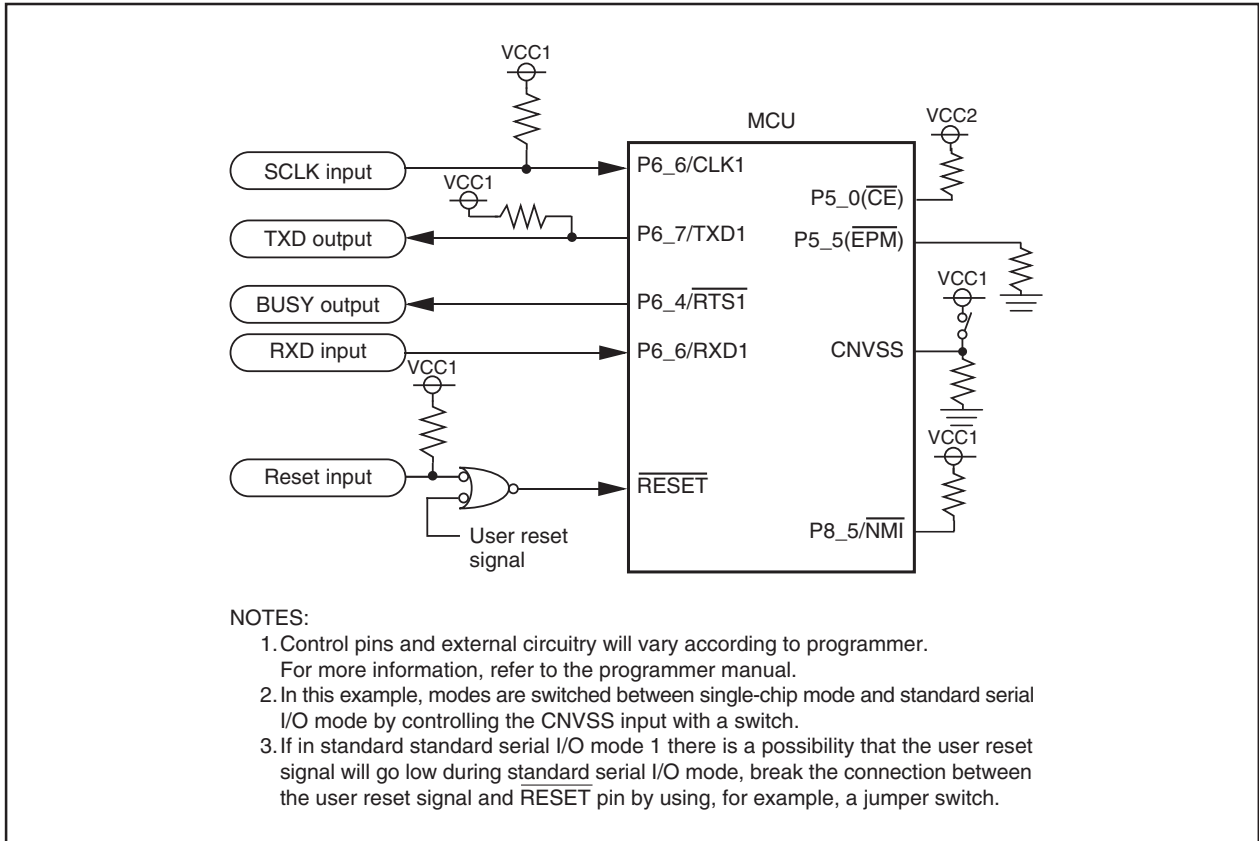 VCC1
MCU
VCC2
SCLK input
P6_6/CLK1
VCC1
P5_0(CE)
TXD output
P6_7/TXD1
P5_5(EPM)
BUSY output
P6_4/RTS1
VCC1
RXD input
P6_6/RXD1
CNVSS
VCC1
VCC1
Reset input
RESET
User reset
signal
P8_5/NMI
NOTES:
1. Control pins and external circuitry will vary according to programmer.
For more information, refer to the programmer manual.
2. In this example, modes are switched between single-chip mode and standard serial
I/O mode by controlling the CNVSS input with a switch.
3. If in standard standard serial I/O mode 1 there is a possibility that the user reset
signal will go low during standard serial I/O mode, break the connection between
the user reset signal and RESET pin by using, for example, a jumper switch.